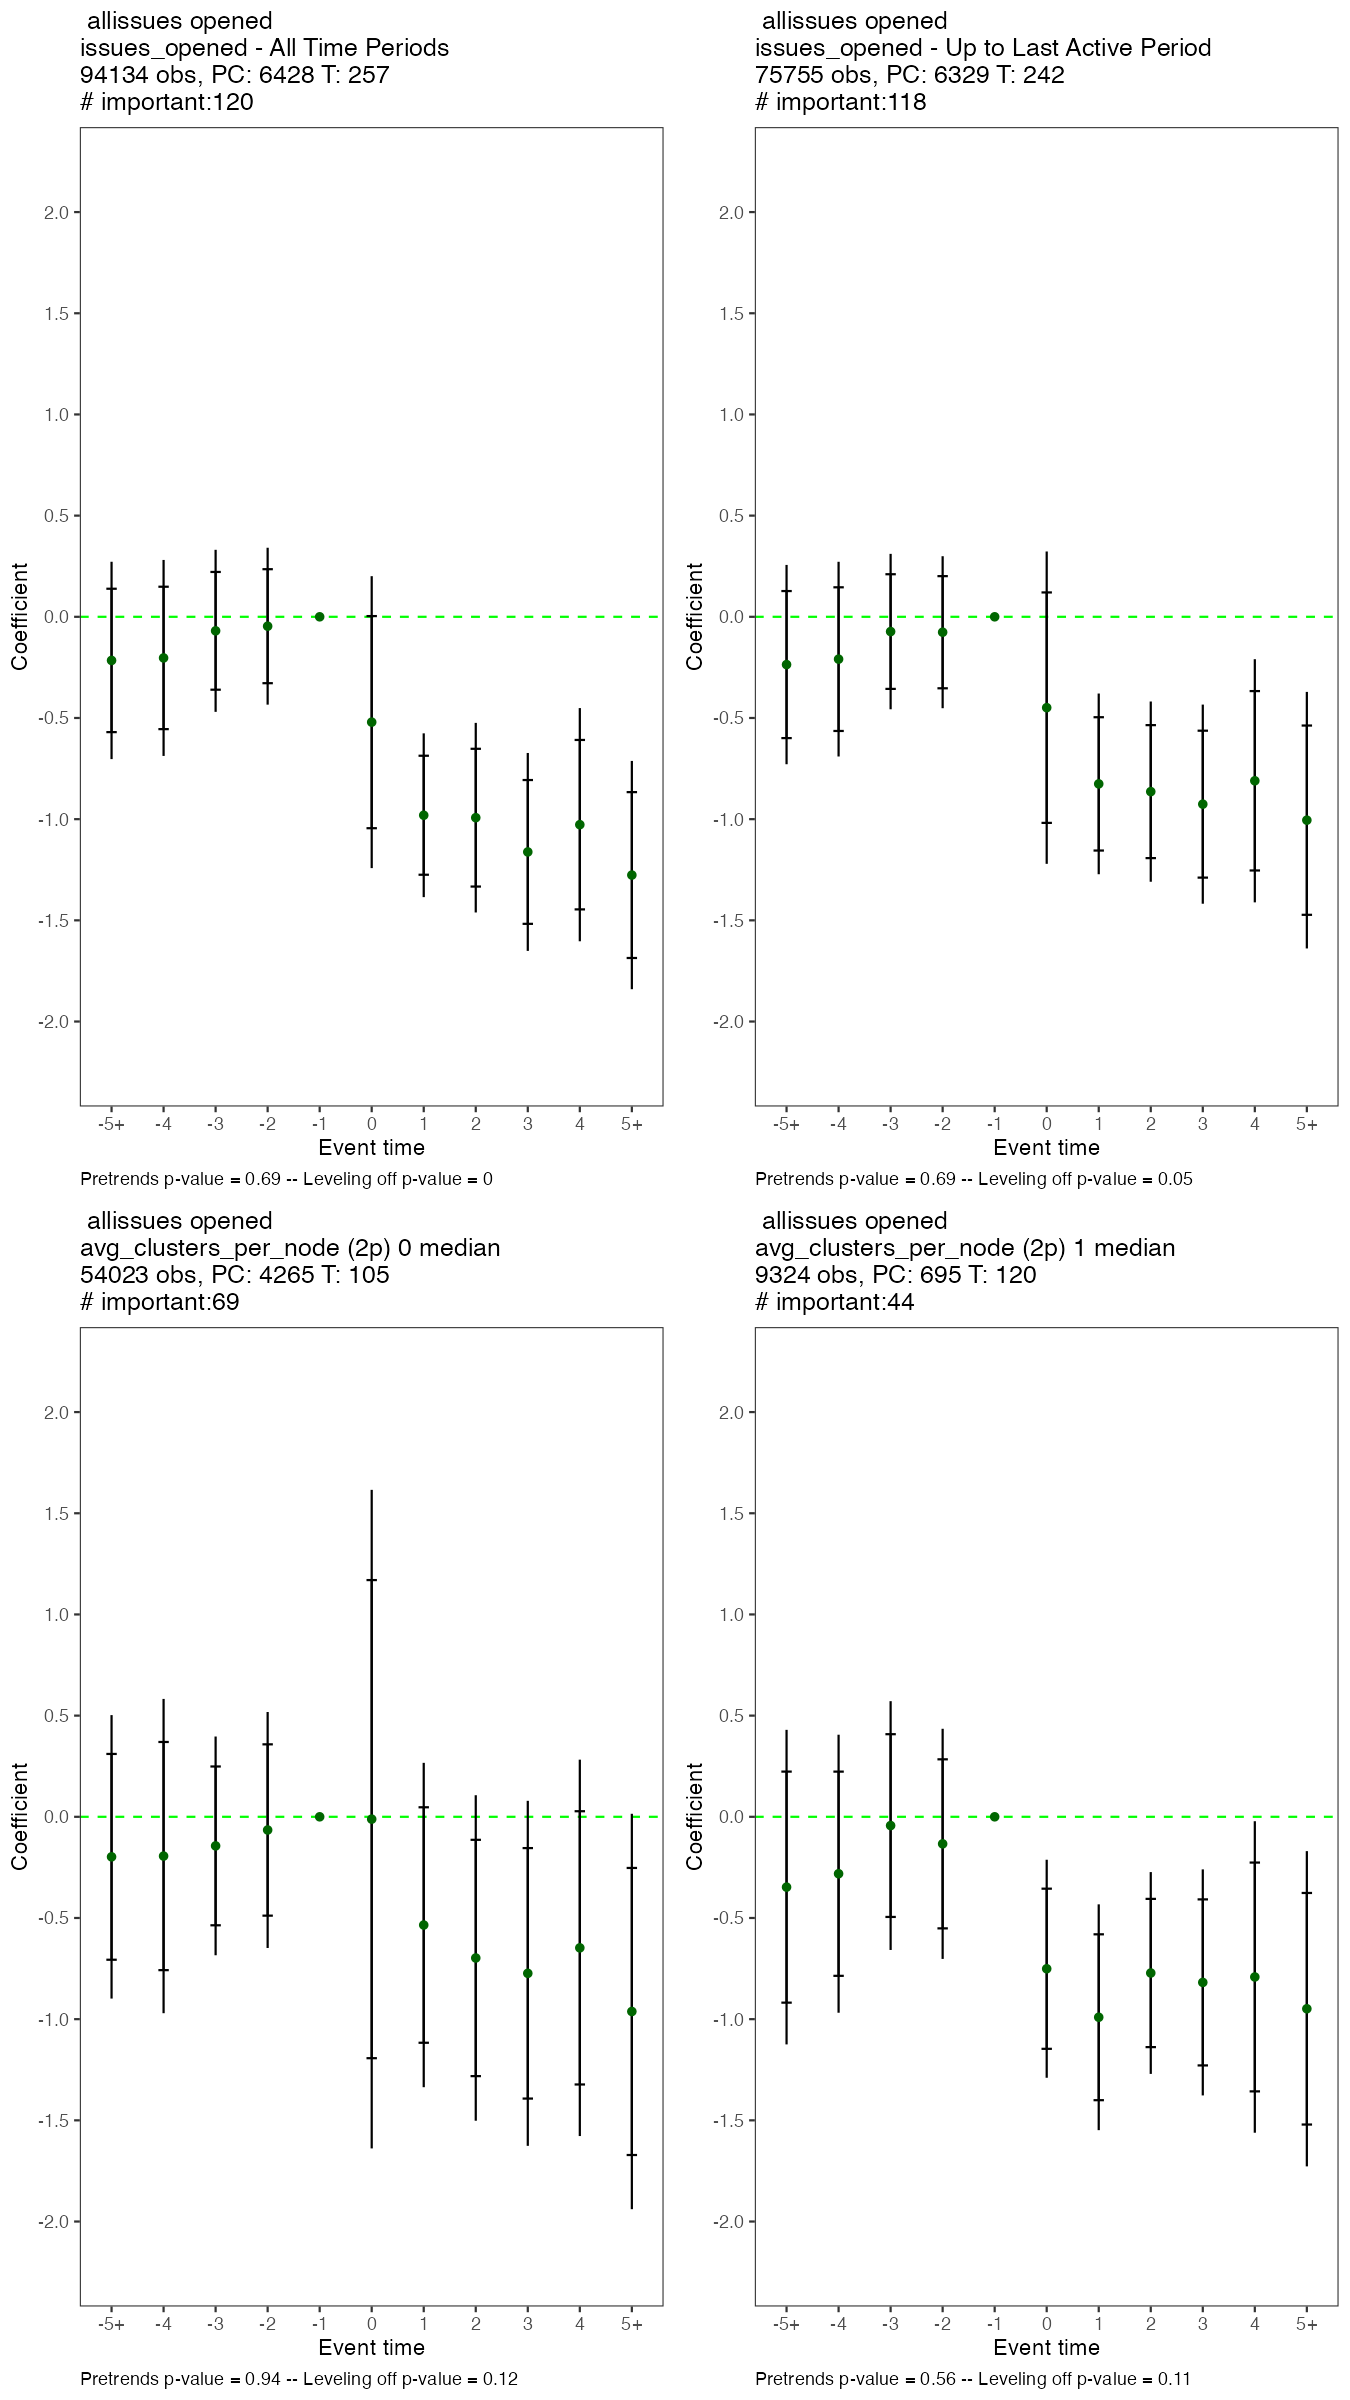 allissues opened
issues_opened - All Time Periods
94134 obs, PC: 6428 T: 257
# important:120
2.0
1.5
1.0
0.5
0.0
-0.5
-1.0
-1.5
-2.0
Coefficient
-5+ -4 -3 -2 -1 0 1 2 3 4 5+
Event time
Pretrends p-value = 0.69 -- Leveling off p-value = 0
allissues opened
issues_opened - Up to Last Active Period
75755 obs, PC: 6329 T: 242
# important:118
2.0
1.5
1.0
0.5
0.0
-0.5
-1.0
-1.5
-2.0
Coefficient
-5+ -4 -3 -2 -1 0 1 2 3 4 5+
Event time
Pretrends p-value = 0.69 -- Leveling off p-value = 0.05
allissues opened
avg_clusters_per_node (2p) 0 median
54023 obs, PC: 4265 T: 105
# important:69
2.0
1.5
1.0
0.5
0.0
-0.5
-1.0
-1.5
-2.0
Coefficient
-5+ -4 -3 -2 -1 0 1 2 3 4 5+
Event time
Pretrends p-value = 0.94 -- Leveling off p-value = 0.12
allissues opened
avg_clusters_per_node (2p) 1 median
9324 obs, PC: 695 T: 120
# important:44
2.0
1.5
1.0
0.5
0.0
-0.5
-1.0
-1.5
-2.0
Coefficient
-5+ -4 -3 -2 -1 0 1 2 3 4 5+
Event time
Pretrends p-value = 0.56 -- Leveling off p-value = 0.11